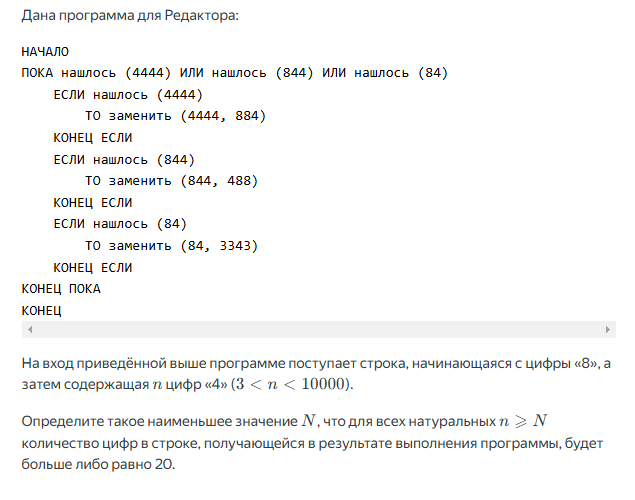 Дана программа для Редактора:
НАЧАЛО
ПОКА нашлось (4444) ИЛИ нашлось (844) ИЛИ нашлось (84)
    ЕСЛИ нашлось (4444)
        ТО заменить (4444, 884)
    КОНЕЦ ЕСЛИ
    ЕСЛИ нашлось (844)
        ТО заменить (844, 488)
    КОНЕЦ ЕСЛИ
    ЕСЛИ нашлось (84)
        ТО заменить (84, 3343)
    КОНЕЦ ЕСЛИ
КОНЕЦ ПОКА
КОНЕЦ
На вход приведённой выше программе поступает строка, начинающаяся с цифры «8», а
затем содержащая n цифр «4» (3 < n < 10000).
Определите такое наименьшее значение N, что для всех натуральных n ⩾ N
количество цифр в строке, получающейся в результате выполнения программы, будет
больше либо равно 20.